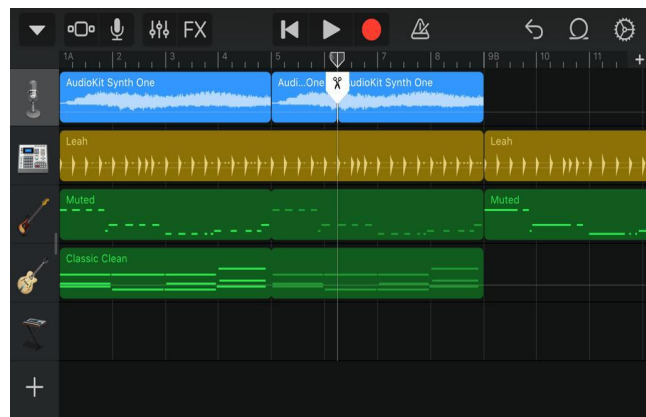 FX
1A 2 3 4 5 7 8 9B 10 11 +
AudioKit Synth One
Audi...One
udioKit Synth One
Leah
Leah
Muted
Muted
Classic Clean